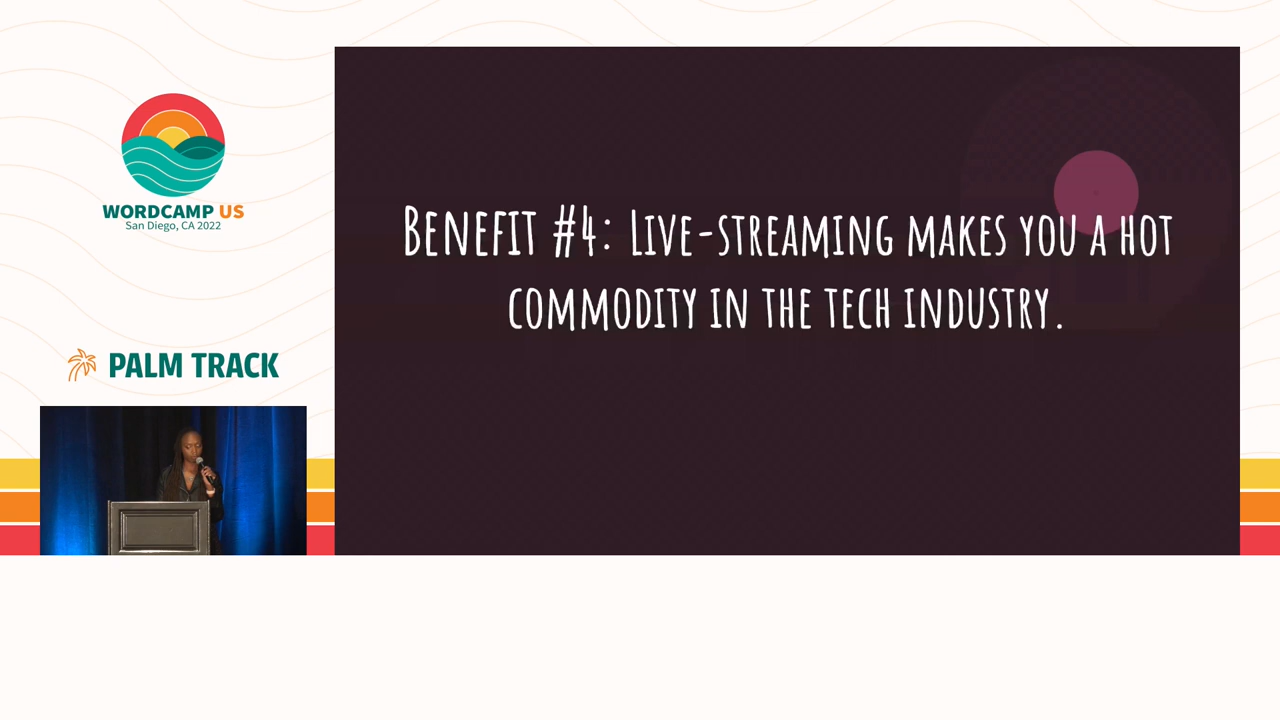 WORDCAMP US
San Diego, CA 2022
PALM TRACK
Benefit #4: Live-streaming makes you a hot
commodity in the tech industry.